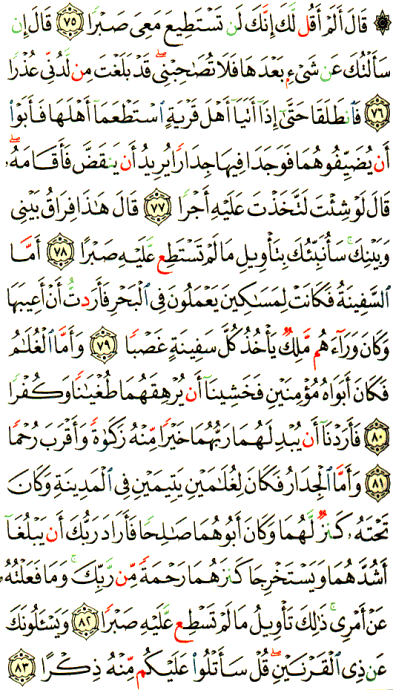 ۞ قَالَ أَلَمْ أَقُل لَّكَ إِنَّكَ لَن تَسْتَطِيعَ مَعِىَ صَبْرًا ٧٥ قَالَ إِن
سَأَلْتُكَ عَن شَىْءٍۭ بَعْدَهَا فَلَا تُصَـٰحِبْنِى ۖ قَدْ بَلَغْتَ مِن لَّدُنِّى عُذْرًا
٧٦ فَٱنطَلَقَا حَتَّىٰٓ إِذَآ أَتَيَآ أَهْلَ قَرْيَةٍ ٱسْتَطْعَمَآ أَهْلَهَا فَأَبَوْا۟
أَن يُضَيِّفُوهُمَا فَوَجَدَا فِيهَا جِدَارًا يُرِيدُ أَن يَنقَضَّ فَأَقَامَهُۥ ۖ
قَالَ لَوْ شِئْتَ لَتَّخَذْتَ عَلَيْهِ أَجْرًا ٧٧ قَالَ هَـٰذَا فِرَاقُ بَيْنِى
وَبَيْنِكَ ۚ سَأُنَبِّئُكَ بِتَأْوِيلِ مَا لَمْ تَسْتَطِع عَّلَيْهِ صَبْرًا ٧٨ أَمَّا
ٱلسَّفِينَةُ فَكَانَتْ لِمَسَـٰكِينَ يَعْمَلُونَ فِى ٱلْبَحْرِ فَأَرَدتُّ أَنْ أَعِيبَهَا
وَكَانَ وَرَآءَهُم مَّلِكٌ يَأْخُذُ كُلَّ سَفِينَةٍ غَصْبًا ٧٩ وَأَمَّا ٱلْغُلَـٰمُ
فَكَانَ أَبَوَاهُ مُؤْمِنَيْنِ فَخَشِينَآ أَن يُرْهِقَهُمَا طُغْيَـٰنًا وَكُفْرًا
٨٠ فَأَرَدْنَآ أَن يُبْدِلَهُمَا رَبُّهُمَا خَيْرًا مِّنْهُ زَكَوٰةً وَأَقْرَبَ رُحْمًا
٨١ وَأَمَّا ٱلْجِدَارُ فَكَانَ لِغُلَـٰمَيْنِ يَتِيمَيْنِ فِى ٱلْمَدِينَةِ وَكَانَ
تَحْتَهُۥ كَنزٌ لَّهُمَا وَكَانَ أَبُوهُمَا صَـٰلِحًا فَأَرَادَ رَبُّكَ أَن يَبْلُغَآ
أَشُدَّهُمَا وَيَسْتَخْرِجَا كَنزَهُمَا رَحْمَةً مِّن رَّبِّكَ ۚ وَمَا فَعَلْتُهُۥ
عَنْ أَمْرِى ۚ ذَٰلِكَ تَأْوِيلُ مَا لَمْ تَسْطِع عَّلَيْهِ صَبْرًا ٨٢ وَيَسْـَٔلُونَكَ
عَن ذِى ٱلْقَرْنَيْنِ ۖ قُلْ سَأَتْلُوا۟ عَلَيْكُم مِّنْهُ ذِكْرًا ٨٣